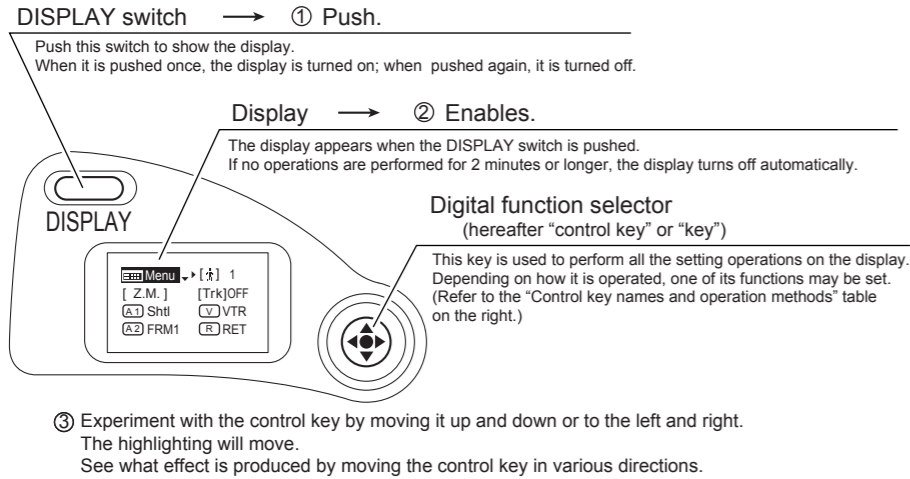 DISPLAY switch → ① Push.
Push this switch to show the display.
When it is pushed once, the display is turned on; when pushed again, it is turned off.
Display → ② Enables.
The display appears when the DISPLAY switch is pushed.
If no operations are performed for 2 minutes or longer, the display turns off automatically.
Digital function selector
(hereafter “control key” or “key”)
This key is used to perform all the setting operations on the display.
Depending on how it is operated, one of its functions may be set.
(Refer to the “Control key names and operation methods” table
on the right.)
DISPLAY
Menu [ ] 1
[ Z.M. ] [Trk]OFF
A1 Shtl V VTR
A2 FRM1 R RET
③ Experiment with the control key by moving it up and down or to the left and right.
The highlighting will move.
See what effect is produced by moving the control key in various directions.